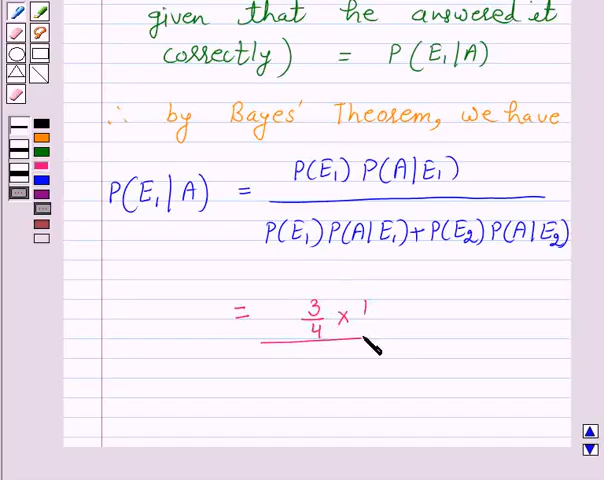 given that he answered it
correctly) = P(E₁|A)
∴ by Bayes' Theorem, we have
P(E₁|A) = P(E₁) P(A|E₁)
P(E₁)P(A|E₁)+P(E₂)P(A|E₂)
= 3/4 × 1